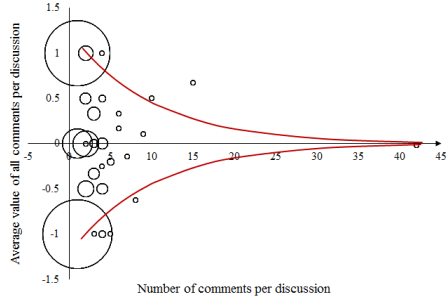 Average value of all comments per discussion
1.5
1
0.5
0
-0.5
-1
-1.5
-5 0 5 10 15 20 25 30 35 40 45
Number of comments per discussion